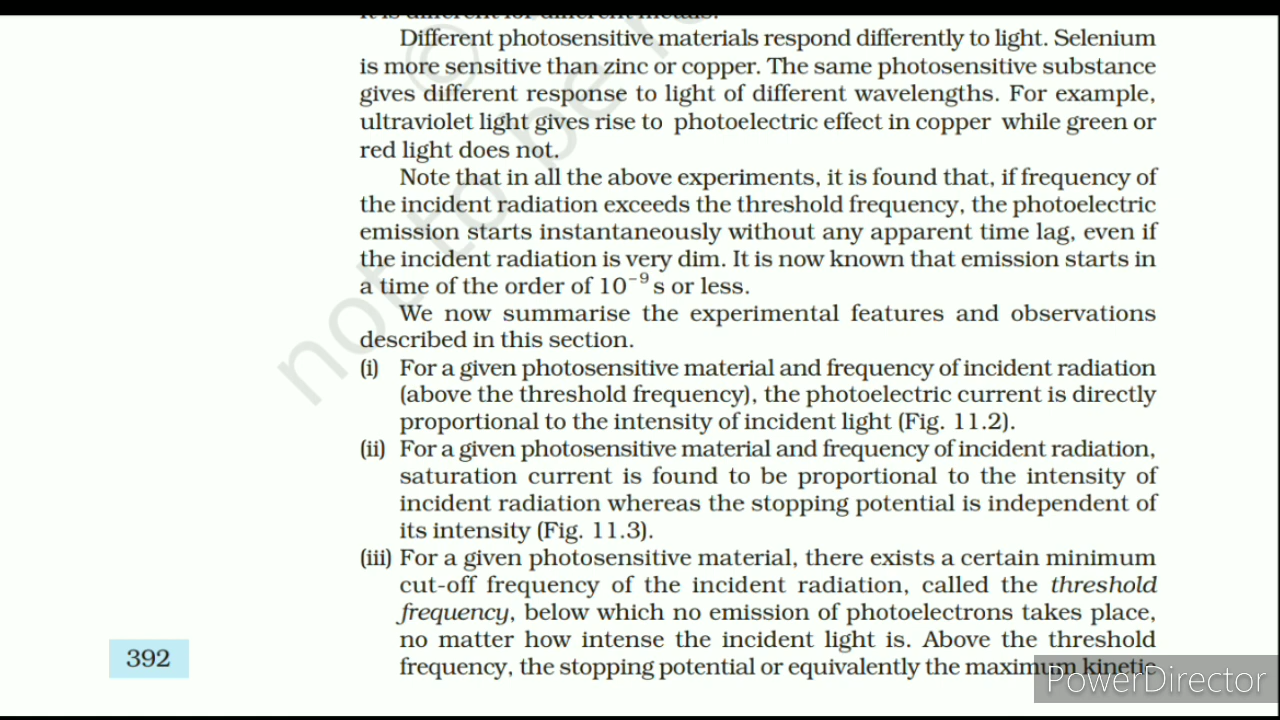 it is different for different metals.
Different photosensitive materials respond differently to light. Selenium
is more sensitive than zinc or copper. The same photosensitive substance
gives different response to light of different wavelengths. For example,
ultraviolet light gives rise to photoelectric effect in copper while green or
red light does not.
Note that in all the above experiments, it is found that, if frequency of
the incident radiation exceeds the threshold frequency, the photoelectric
emission starts instantaneously without any apparent time lag, even if
the incident radiation is very dim. It is now known that emission starts in
a time of the order of 10⁻⁹ s or less.
We now summarise the experimental features and observations
described in this section.
(i) For a given photosensitive material and frequency of incident radiation
(above the threshold frequency), the photoelectric current is directly
proportional to the intensity of incident light (Fig. 11.2).
(ii) For a given photosensitive material and frequency of incident radiation,
saturation current is found to be proportional to the intensity of
incident radiation whereas the stopping potential is independent of
its intensity (Fig. 11.3).
(iii) For a given photosensitive material, there exists a certain minimum
cut-off frequency of the incident radiation, called the threshold
frequency, below which no emission of photoelectrons takes place,
no matter how intense the incident light is. Above the threshold
frequency, the stopping potential or equivalently the maximum kinetic
392
© not to be
PowerDirector